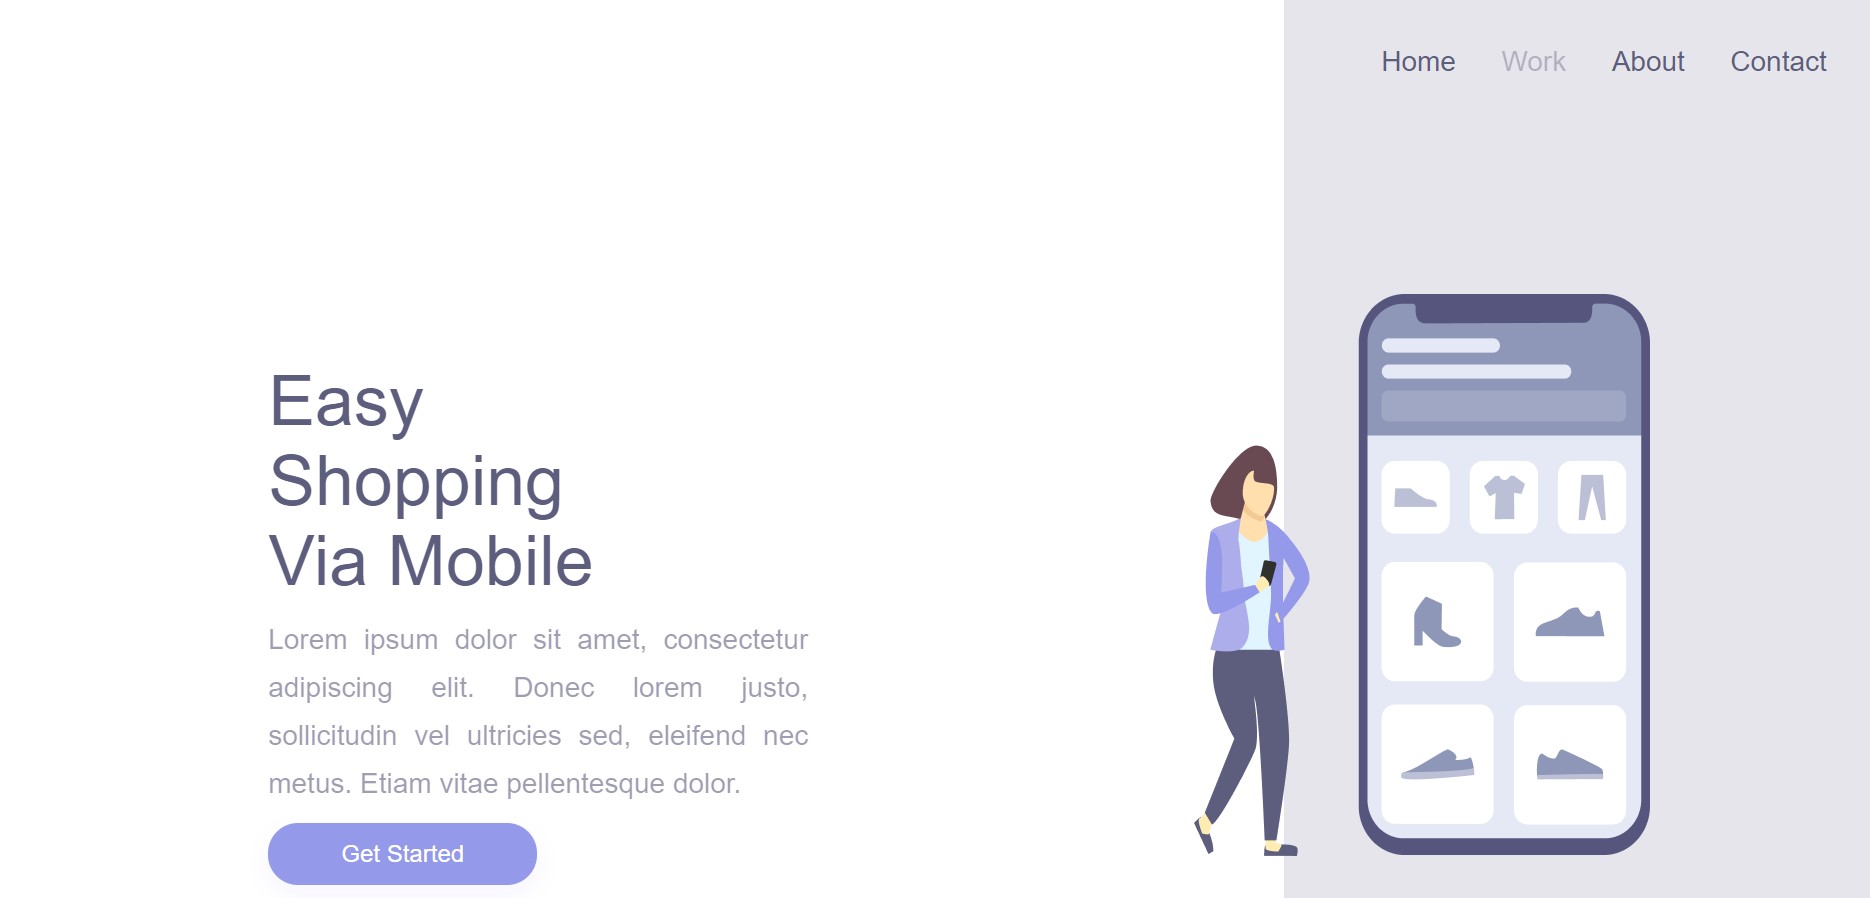 Home Work About Contact
Easy
Shopping
Via Mobile
Lorem ipsum dolor sit amet, consectetur
adipiscing elit. Donec lorem justo,
sollicitudin vel ultricies sed, eleifend nec
metus. Etiam vitae pellentesque dolor.
Get Started